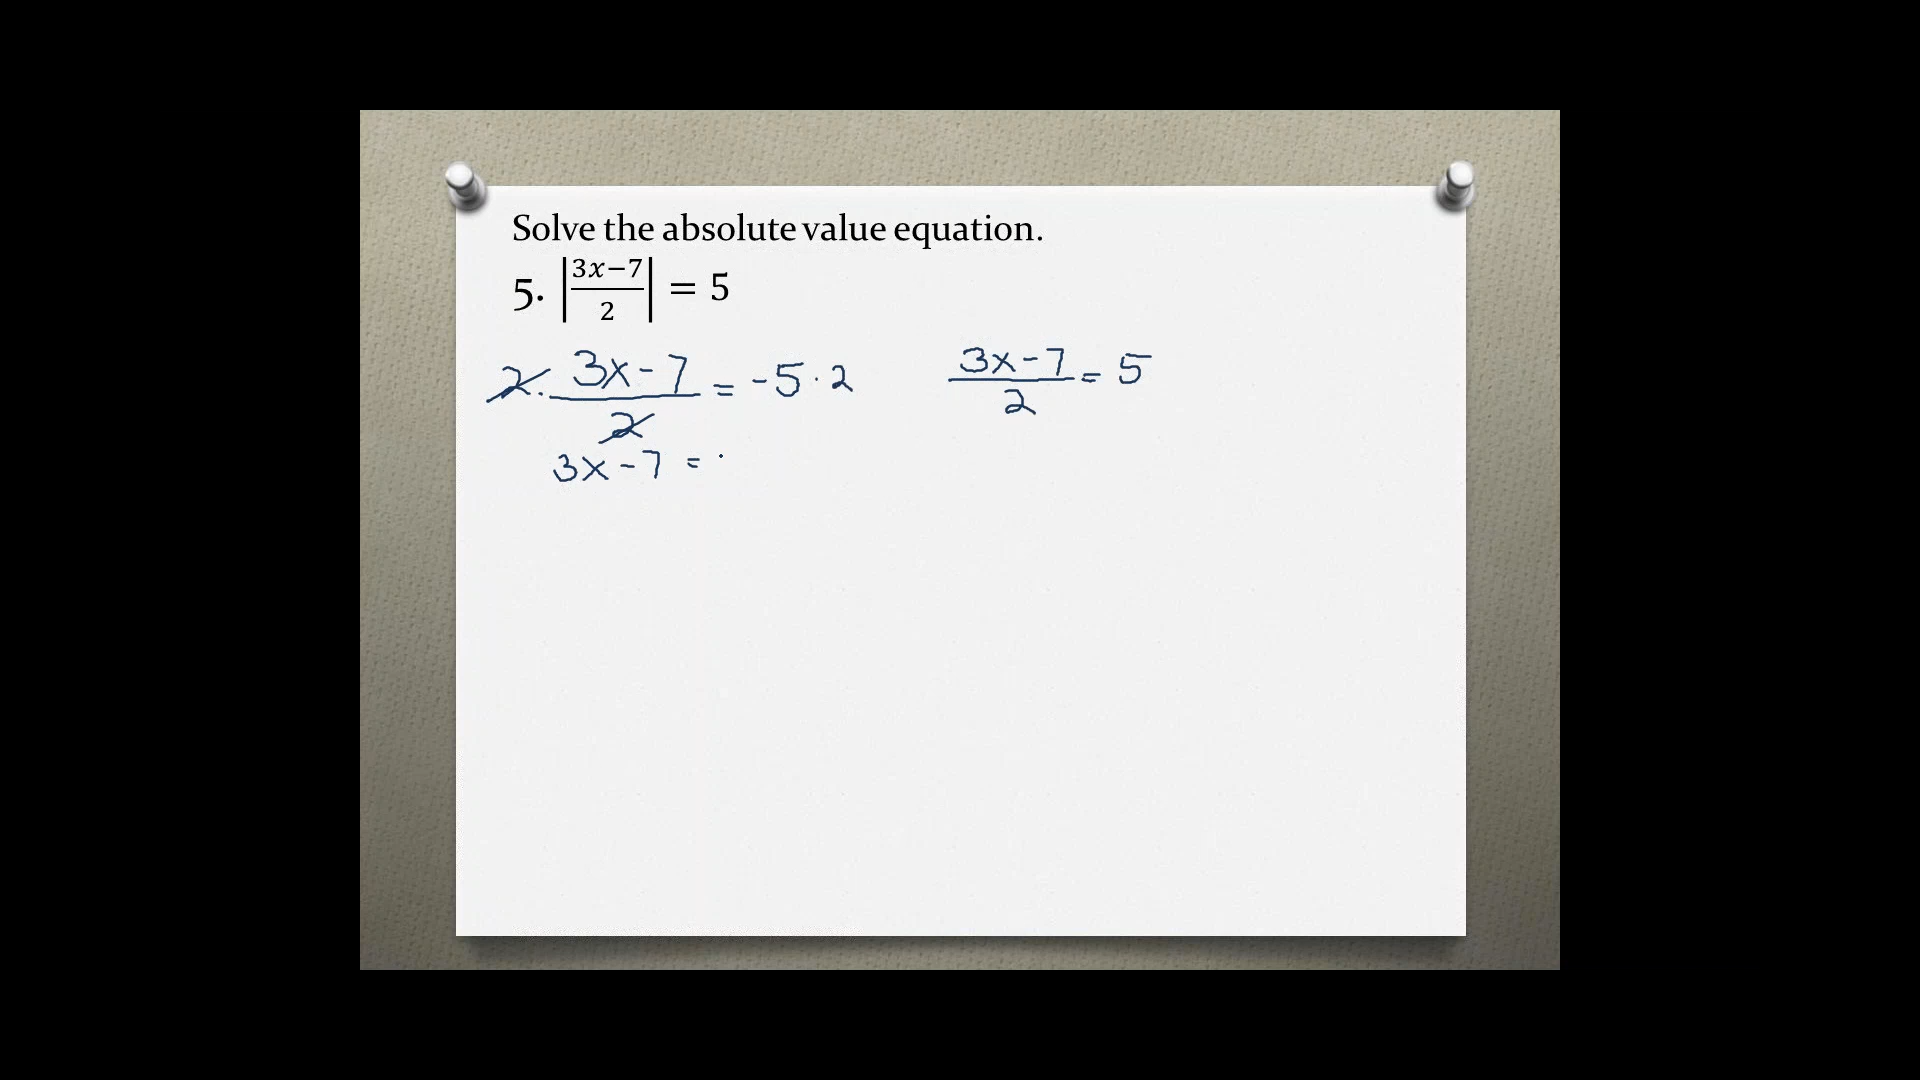 Solve the absolute value equation.
5. |(3x−7)/2| = 5
2 · (3x - 7)/2 = -5 · 2
3x - 7 =
(3x - 7)/2 = 5